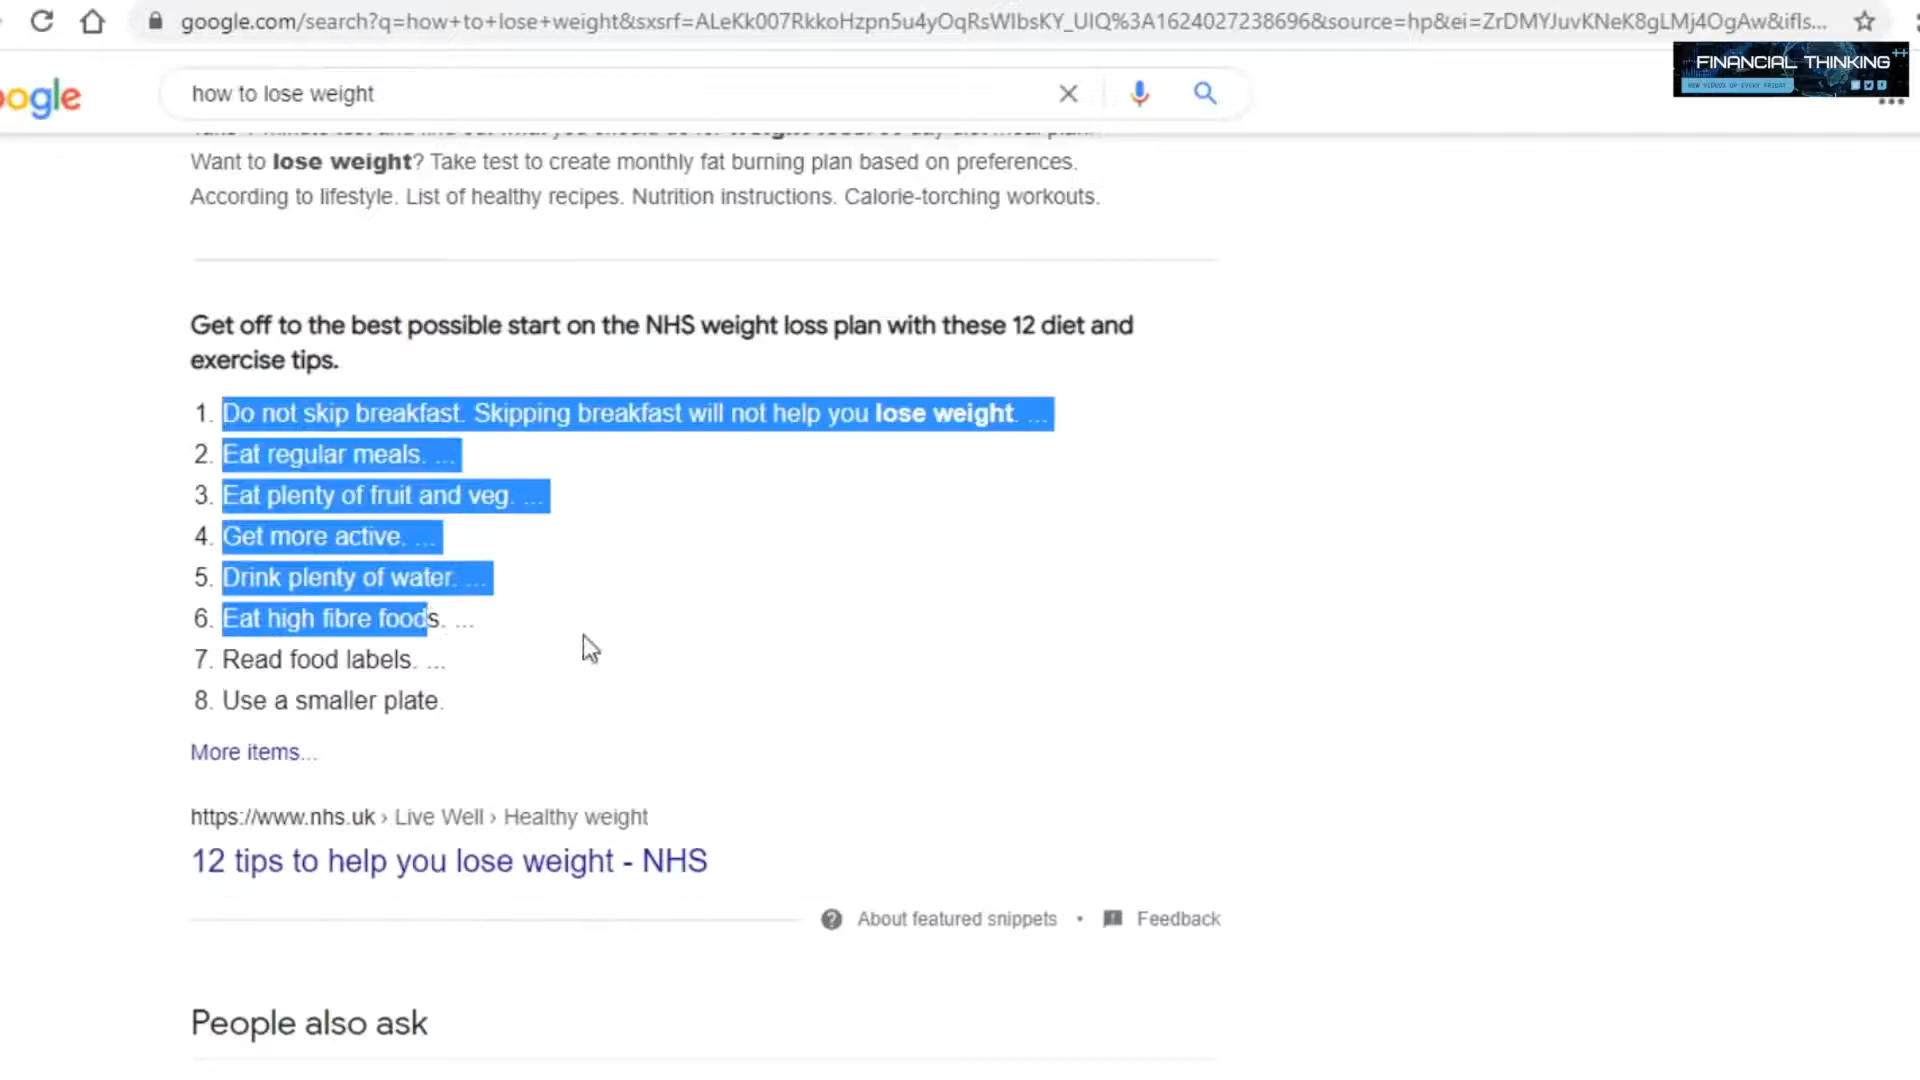 google.com/search?q=how+to+lose+weight&sxsrf=ALeKk007RkkoHzpn5u4yOqRsWIbsKY_UIQ%3A1624027238696&source=hp&ei=ZrDMYJuvKNeK8gLMj4OgAw&ifls...
FINANCIAL THINKING ++
NEW VIDEOS UP EVERY FRIDAY
oogle
how to lose weight
Want to lose weight? Take test to create monthly fat burning plan based on preferences.
According to lifestyle. List of healthy recipes. Nutrition instructions. Calorie-torching workouts.
Get off to the best possible start on the NHS weight loss plan with these 12 diet and
exercise tips.
1. Do not skip breakfast. Skipping breakfast will not help you lose weight. ...
2. Eat regular meals. ...
3. Eat plenty of fruit and veg. ...
4. Get more active. ...
5. Drink plenty of water. ...
6. Eat high fibre foods. ...
7. Read food labels. ...
8. Use a smaller plate.
More items...
https://www.nhs.uk › Live Well › Healthy weight
12 tips to help you lose weight - NHS
About featured snippets • Feedback
People also ask